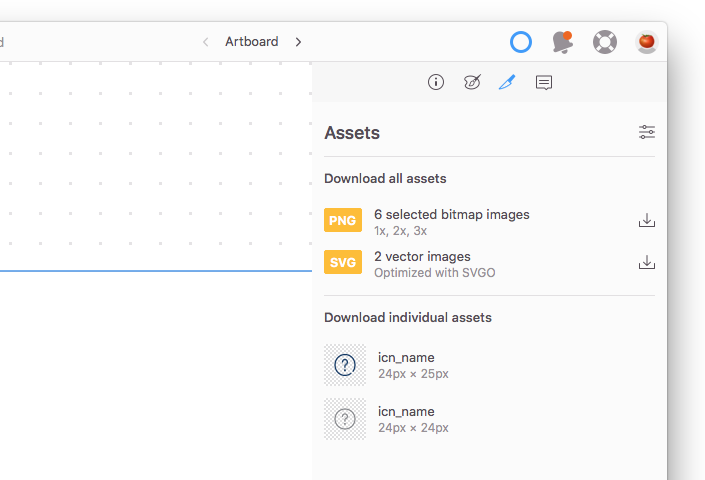 Artboard
Assets
Download all assets
PNG
6 selected bitmap images
1x, 2x, 3x
SVG
2 vector images
Optimized with SVGO
Download individual assets
icn_name
24px × 25px
icn_name
24px × 24px